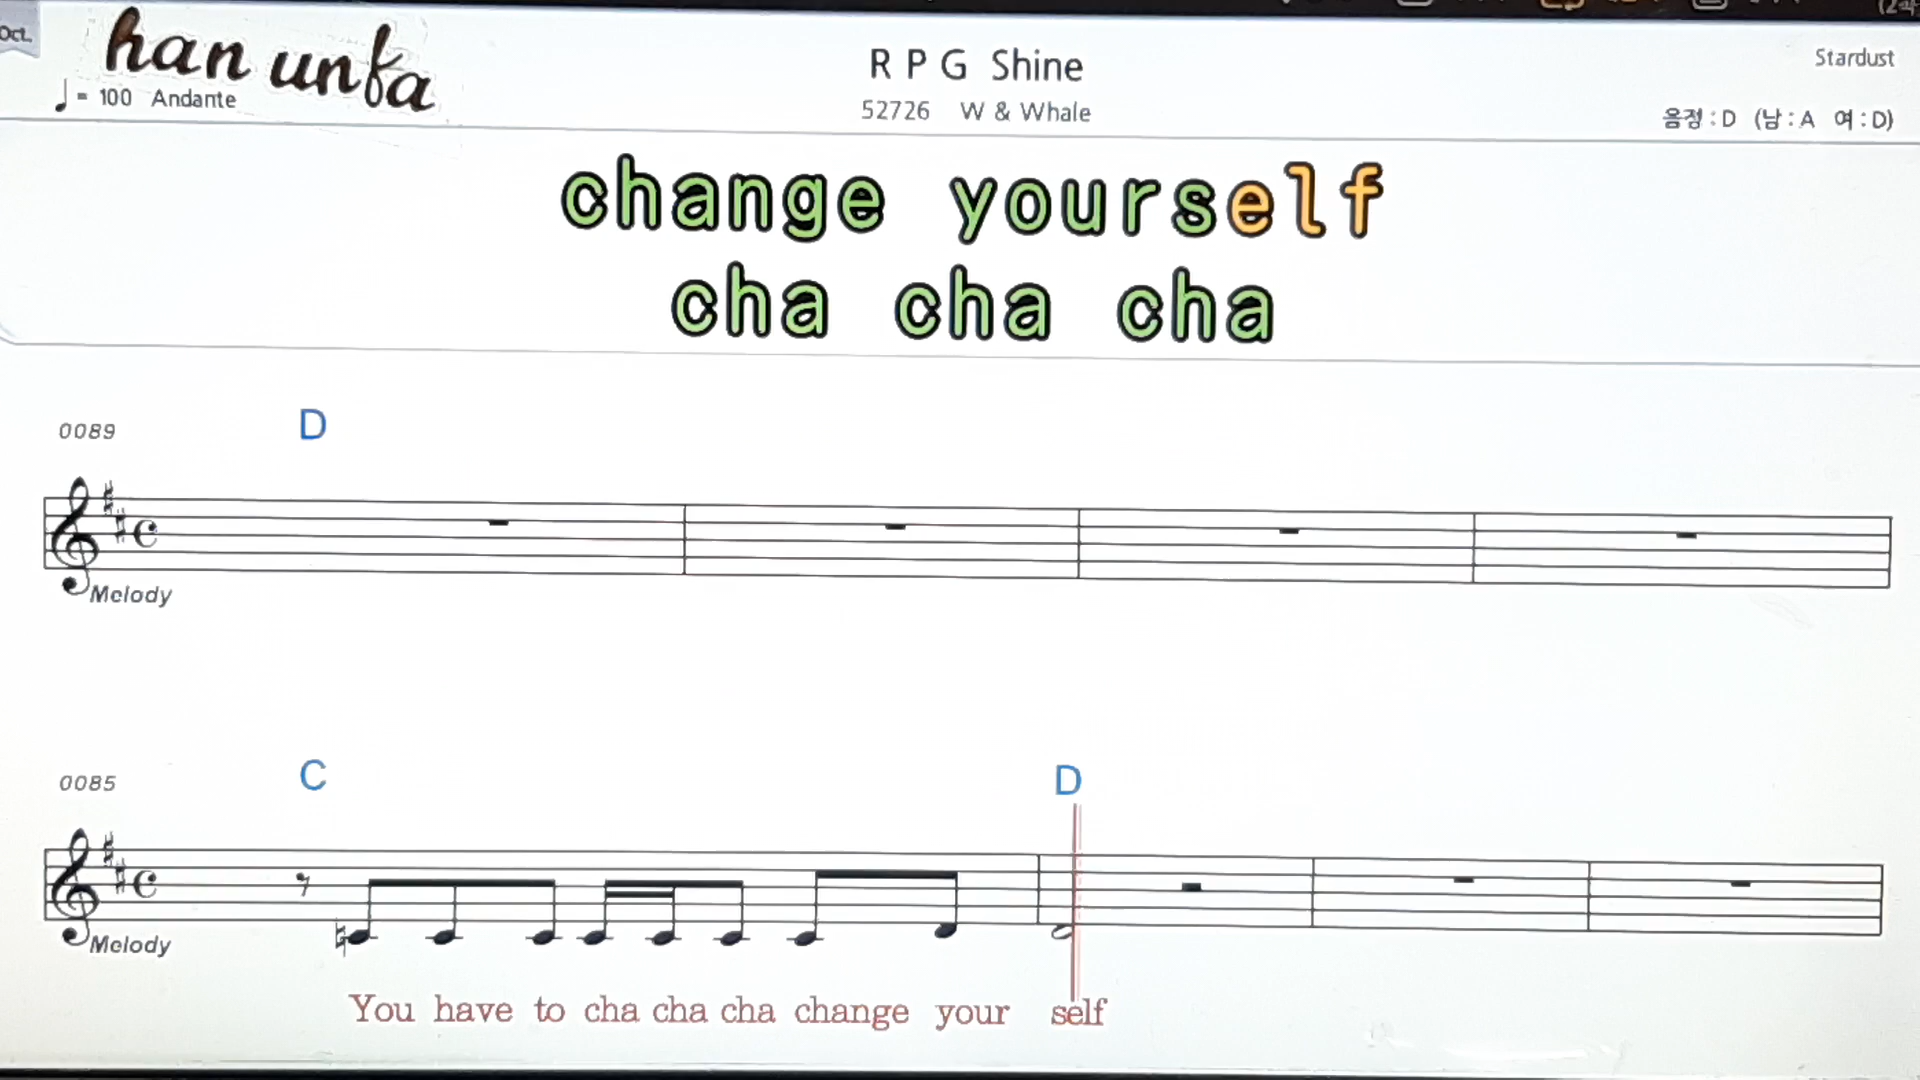 Oct.
han unfa
♩ = 100 Andante
R P G Shine
52726 W & Whale
Stardust
음정 : D (남 : A 여 : D)
change yourself
cha cha cha
0089
D
Melody
0085
C
D
Melody
You have to cha cha cha change your self